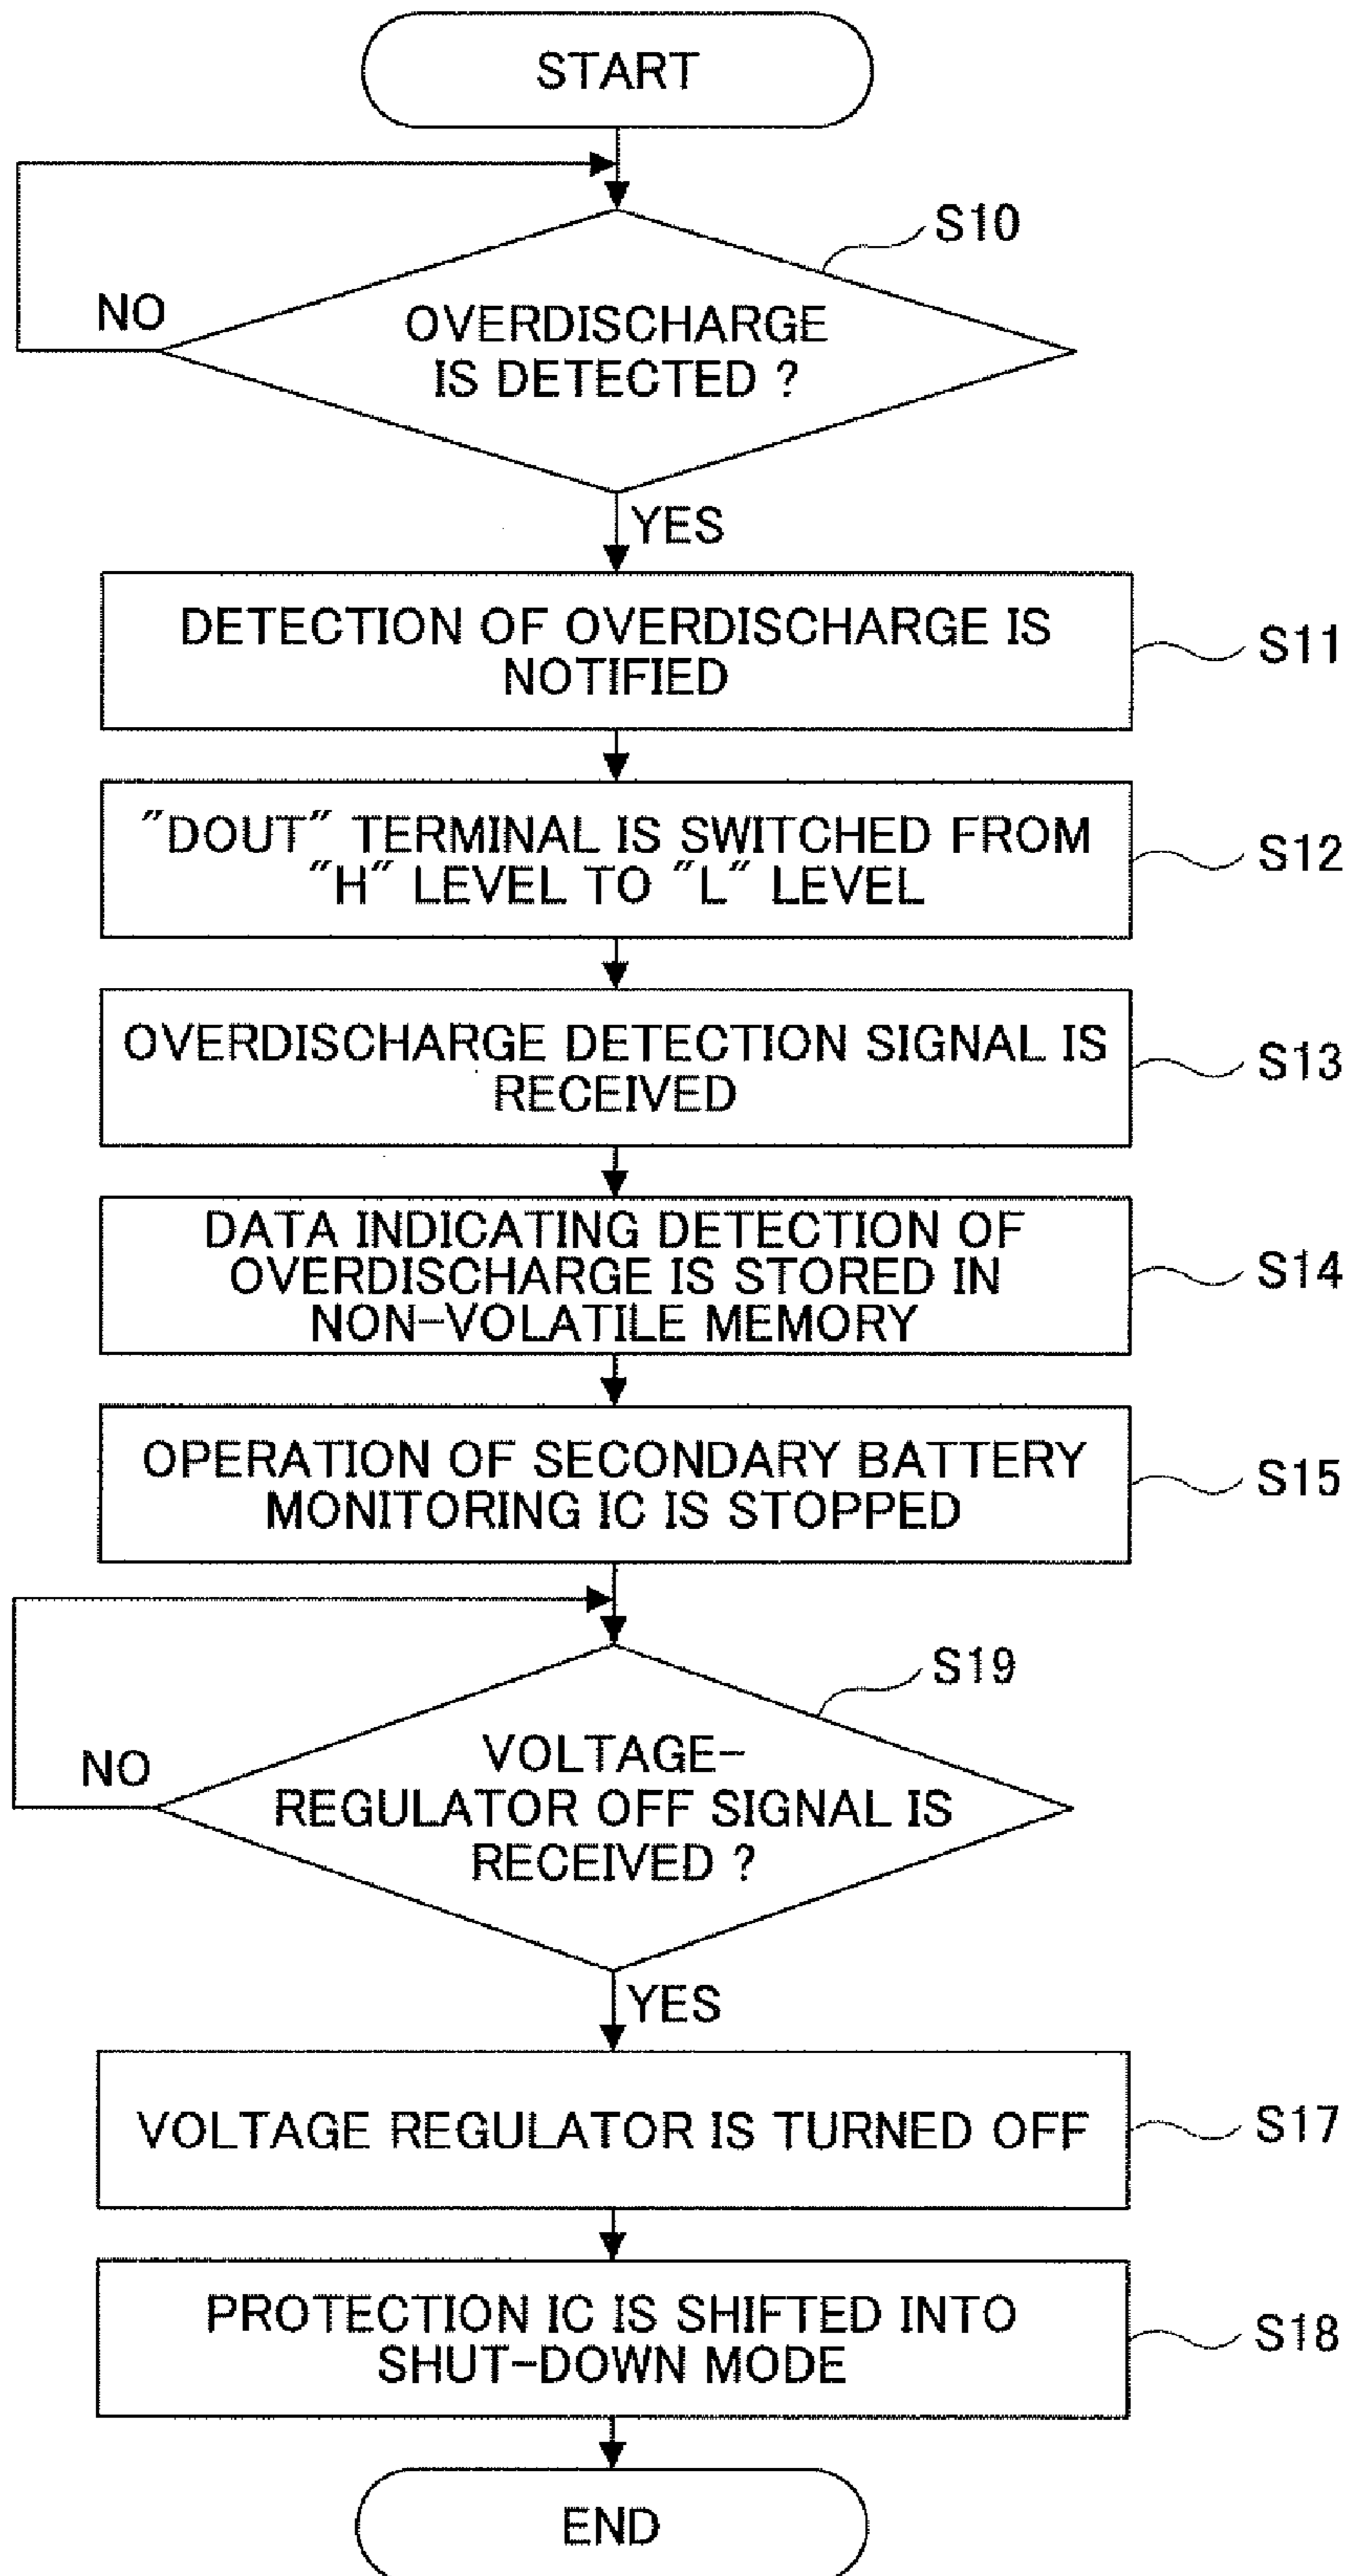 START
S10
NO
OVERDISCHARGE
IS DETECTED ?
YES
DETECTION OF OVERDISCHARGE IS
NOTIFIED
S11
"DOUT" TERMINAL IS SWITCHED FROM
"H" LEVEL TO "L" LEVEL
S12
OVERDISCHARGE DETECTION SIGNAL IS
RECEIVED
S13
DATA INDICATING DETECTION OF
OVERDISCHARGE IS STORED IN
NON-VOLATILE MEMORY
S14
OPERATION OF SECONDARY BATTERY
MONITORING IC IS STOPPED
S15
S19
NO
VOLTAGE-
REGULATOR OFF SIGNAL IS
RECEIVED ?
YES
VOLTAGE REGULATOR IS TURNED OFF
S17
PROTECTION IC IS SHIFTED INTO
SHUT-DOWN MODE
S18
END